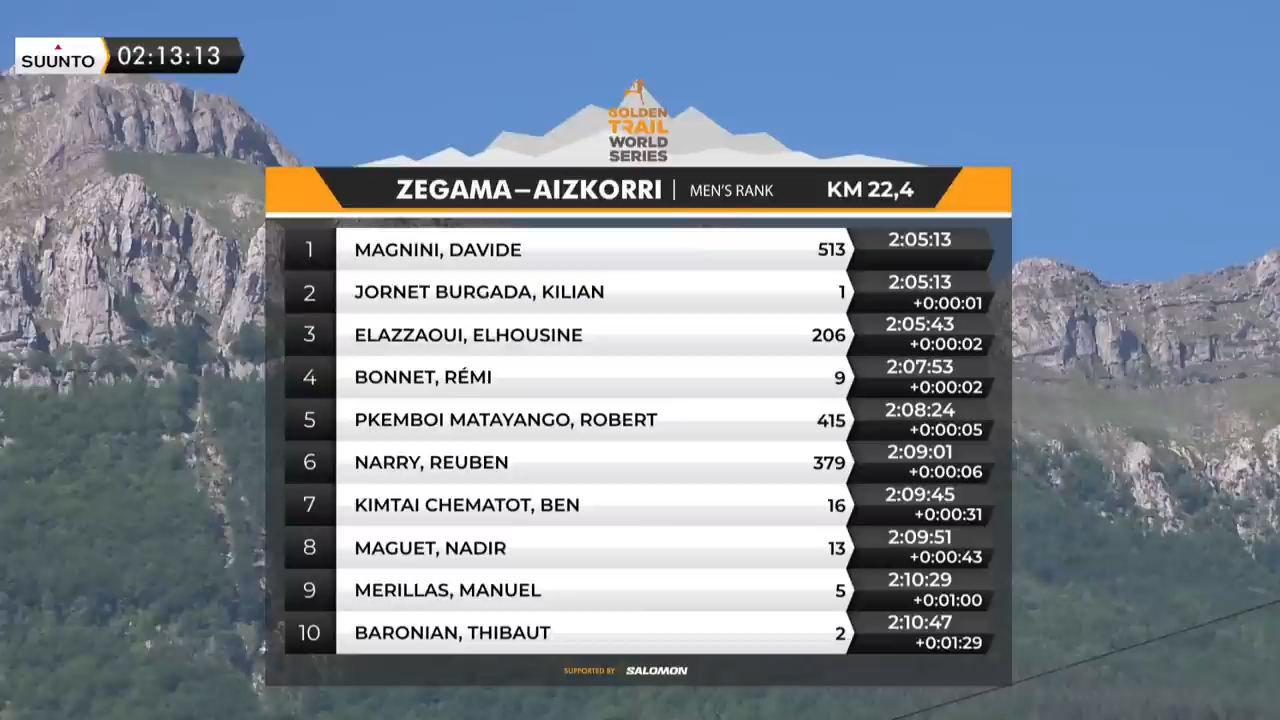 SUUNTO 02:13:13
GOLDEN
TRAIL
WORLD
SERIES
ZEGAMA–AIZKORRI | MEN'S RANK KM 22,4
1 MAGNINI, DAVIDE 513 2:05:13
2 JORNET BURGADA, KILIAN 1 2:05:13 +0:00:01
3 ELAZZAOUI, ELHOUSINE 206 2:05:43 +0:00:02
4 BONNET, RÉMI 9 2:07:53 +0:00:02
5 PKEMBOI MATAYANGO, ROBERT 415 2:08:24 +0:00:05
6 NARRY, REUBEN 379 2:09:01 +0:00:06
7 KIMTAI CHEMATOT, BEN 16 2:09:45 +0:00:31
8 MAGUET, NADIR 13 2:09:51 +0:00:43
9 MERILLAS, MANUEL 5 2:10:29 +0:01:00
10 BARONIAN, THIBAUT 2 2:10:47 +0:01:29
SUPPORTED BY SALOMON